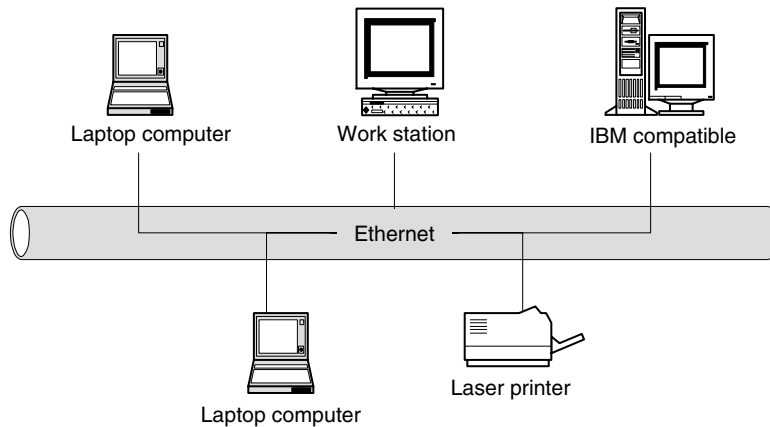 Laptop computer
Work station
IBM compatible
Ethernet
Laser printer
Laptop computer